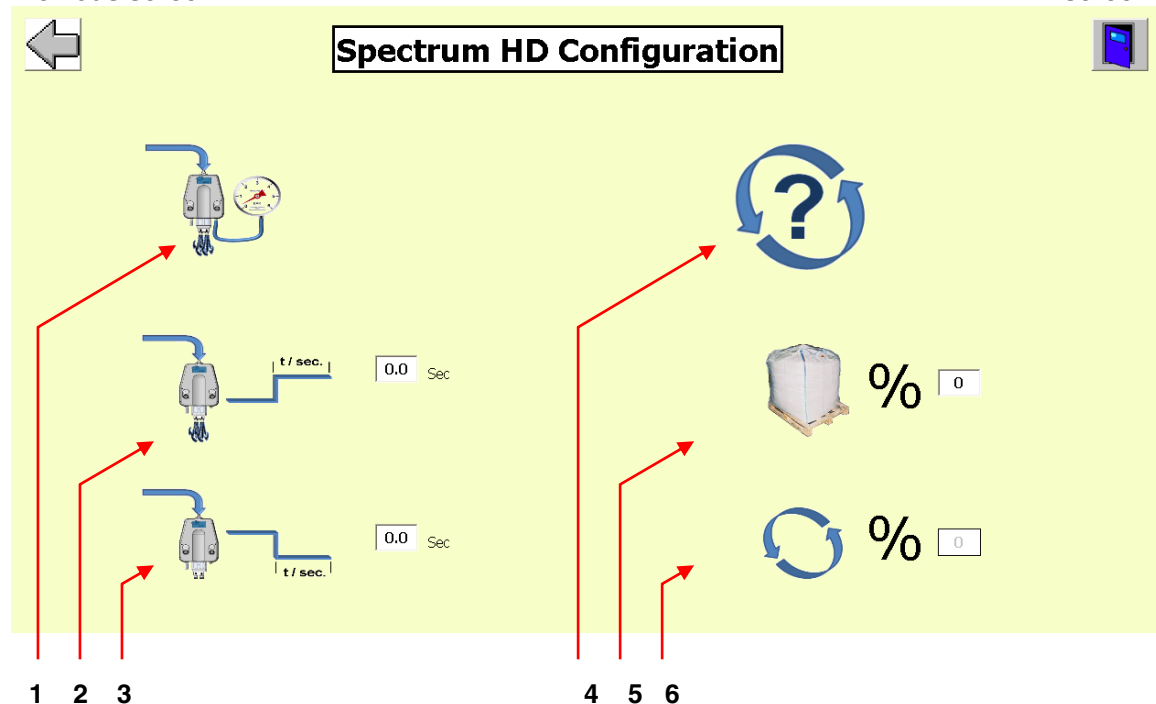 Spectrum HD Configuration
?
t / sec.
0.0 Sec
% 0
0.0 Sec
% 0
t / sec.
1 2 3 4 5 6